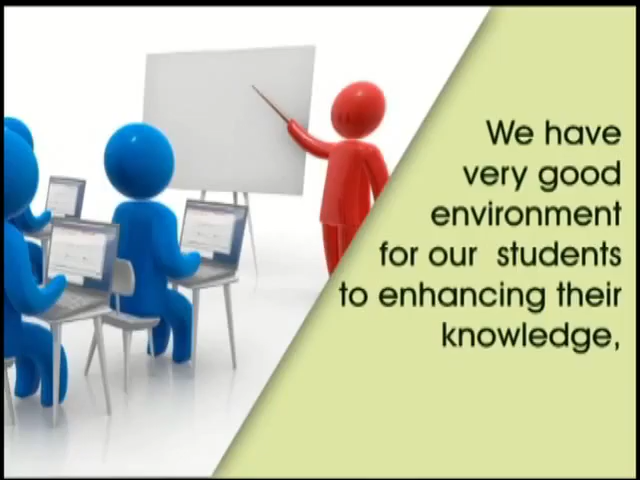 We have
very good
environment
for our  students
to enhancing their
knowledge,